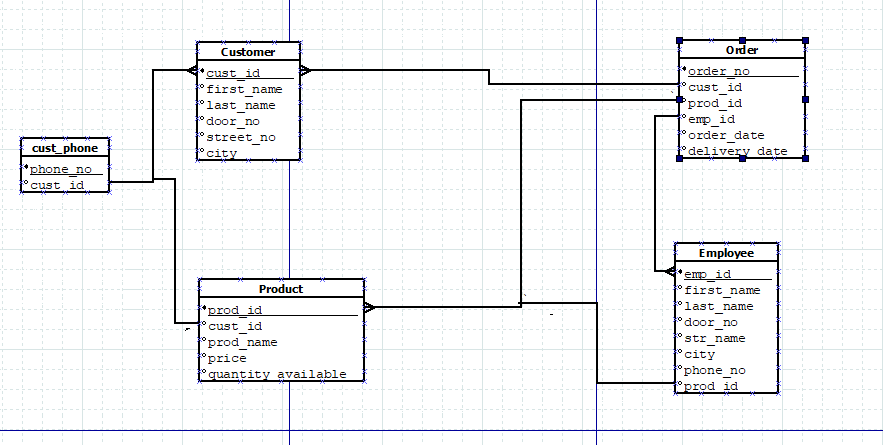 Customer
cust_id
first_name
last_name
door_no
street_no
city
Order
order_no
cust_id
prod_id
emp_id
order_date
delivery_date
cust_phone
phone_no
cust_id
Product
prod_id
cust_id
prod_name
price
quantity_available
Employee
emp_id
first_name
last_name
door_no
str_name
city
phone_no
prod_id